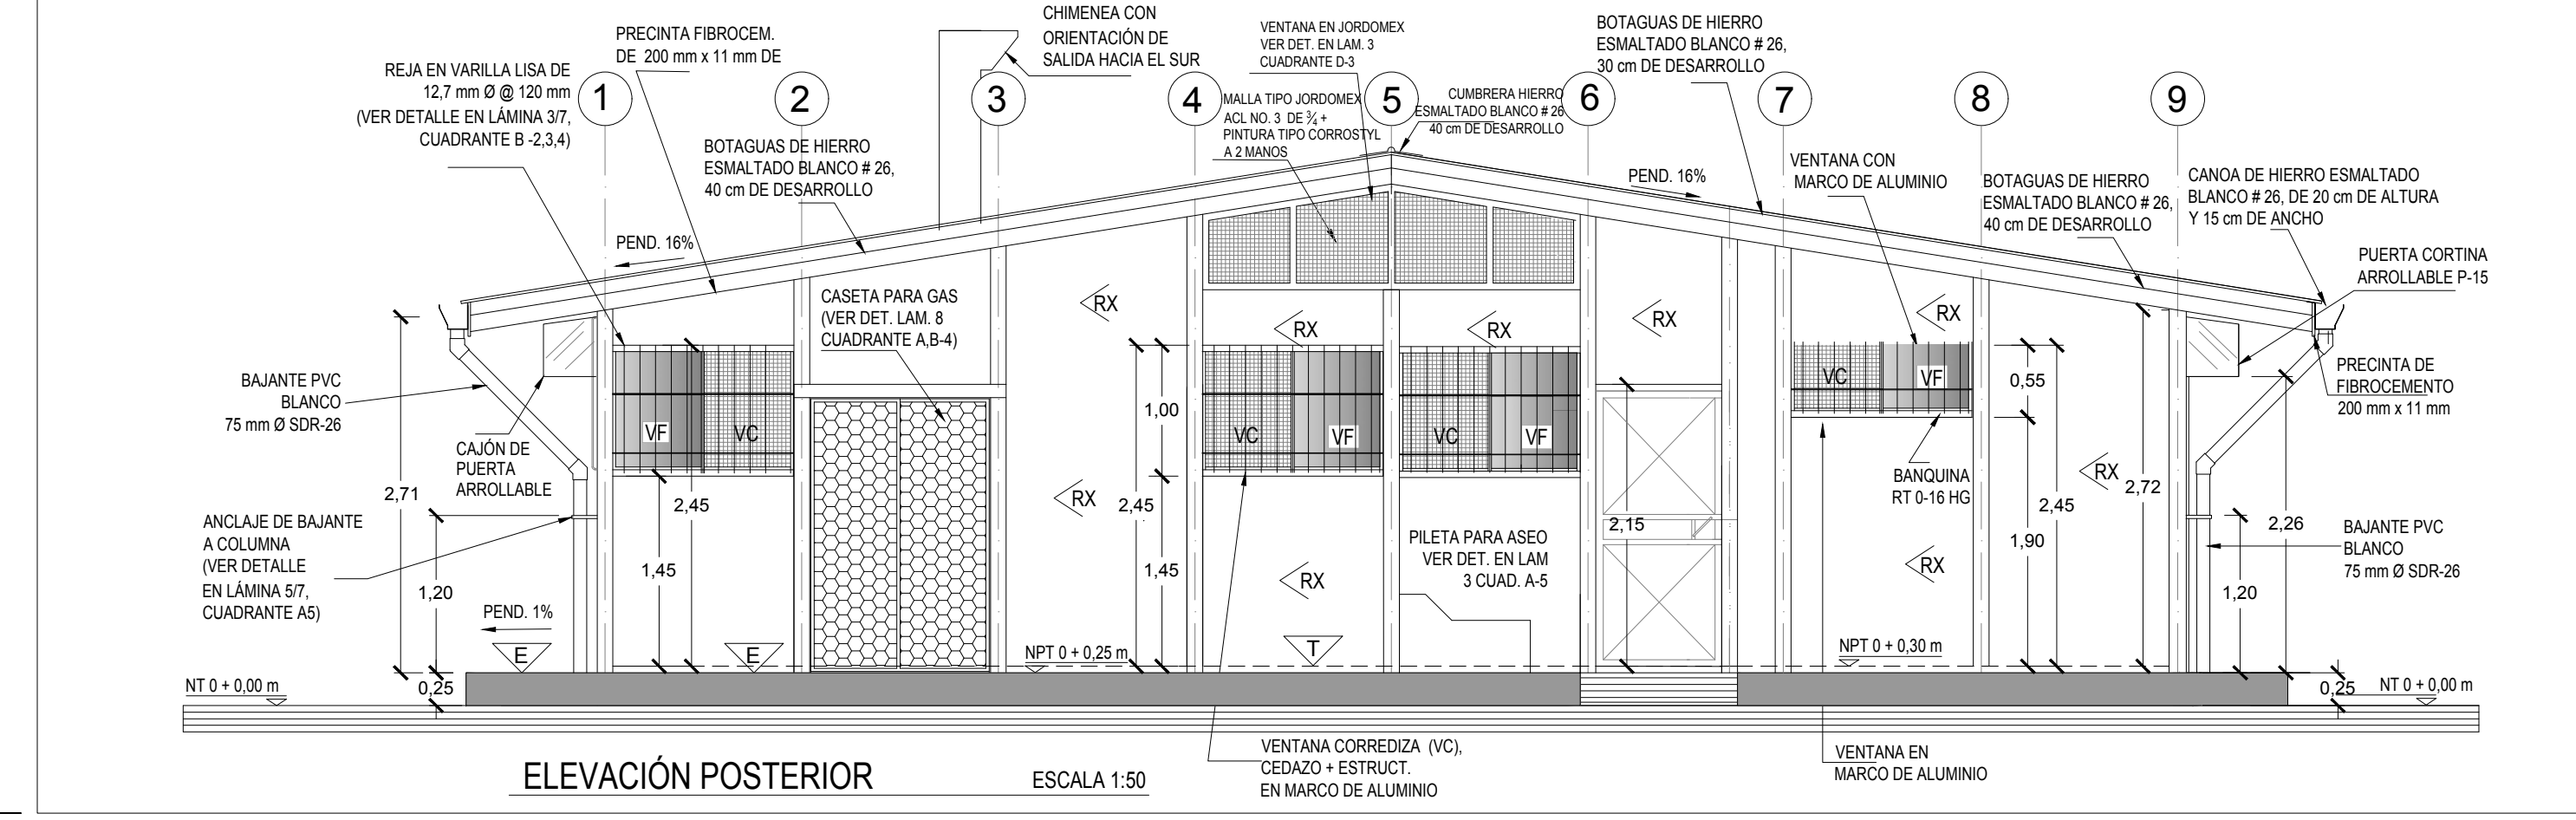 CHIMENEA CON
ORIENTACIÓN DE
SALIDA HACIA EL SUR
PRECINTA FIBROCEM.
DE 200 mm x 11 mm DE
REJA EN VARILLA LISA DE
12,7 mm Ø @ 120 mm
(VER DETALLE EN LÁMINA 3/7,
CUADRANTE B -2,3,4)
VENTANA EN JORDOMEX
VER DET. EN LAM. 3
CUADRANTE D-3
BOTAGUAS DE HIERRO
ESMALTADO BLANCO # 26,
30 cm DE DESARROLLO
1
2
3
4
5
6
7
8
9
MALLA TIPO JORDOMEX
ACL NO. 3 DE ¾ +
PINTURA TIPO CORROSTYL
A 2 MANOS
CUMBRERA HIERRO
ESMALTADO BLANCO # 26
40 cm DE DESARROLLO
BOTAGUAS DE HIERRO
ESMALTADO BLANCO # 26,
40 cm DE DESARROLLO
PEND. 16%
VENTANA CON
MARCO DE ALUMINIO
BOTAGUAS DE HIERRO
ESMALTADO BLANCO # 26,
40 cm DE DESARROLLO
CANOA DE HIERRO ESMALTADO
BLANCO # 26, DE 20 cm DE ALTURA
Y 15 cm DE ANCHO
PUERTA CORTINA
ARROLLABLE P-15
PEND. 16%
CASETA PARA GAS
(VER DET. LAM. 8
CUADRANTE A,B-4)
RX
RX
RX
RX
RX
BAJANTE PVC
BLANCO
75 mm Ø SDR-26
CAJÓN DE
PUERTA
ARROLLABLE
VF
VC
VC
VF
VC
VF
VC
VF
1,00
0,55
PRECINTA DE
FIBROCEMENTO
200 mm x 11 mm
BANQUINA
RT 0-16 HG
RX
RX
2,71
2,45
2,45
2,15
2,45
2,72
2,26
ANCLAJE DE BAJANTE
A COLUMNA
(VER DETALLE
EN LÁMINA 5/7,
CUADRANTE A5)
PILETA PARA ASEO
VER DET. EN LAM
3 CUAD. A-5
BAJANTE PVC
BLANCO
75 mm Ø SDR-26
1,20
1,45
1,45
RX
1,90
RX
1,20
PEND. 1%
E
E
NPT 0 + 0,25 m
T
NPT 0 + 0,30 m
NT 0 + 0,00 m
0,25
0,25
NT 0 + 0,00 m
VENTANA CORREDIZA (VC),
CEDAZO + ESTRUCT.
EN MARCO DE ALUMINIO
VENTANA EN
MARCO DE ALUMINIO
ELEVACIÓN POSTERIOR
ESCALA 1:50